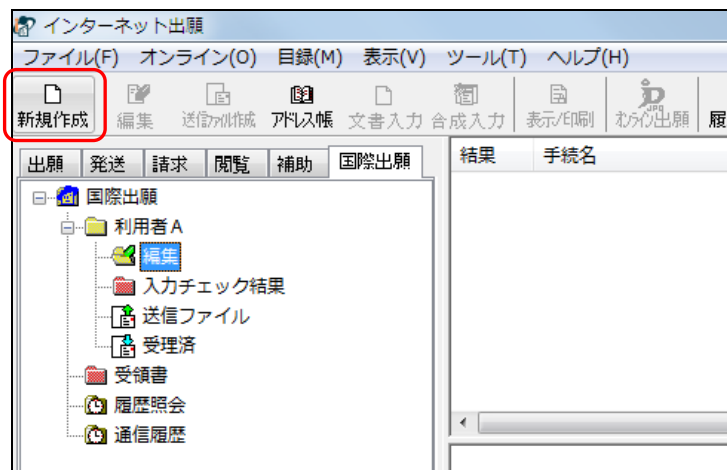 インターネット出願
ファイル(F) オンライン(O) 目録(M) 表示(V) ツール(T) ヘルプ(H)
新規作成 編集 送信ファイル作成 アドレス帳 文書入力 合成入力 表示/印刷 オンライン出願 履
出願 発送 請求 閲覧 補助 国際出願
結果 手続名
国際出願
利用者A
編集
入力チェック結果
送信ファイル
受理済
受領書
履歴照会
通信履歴